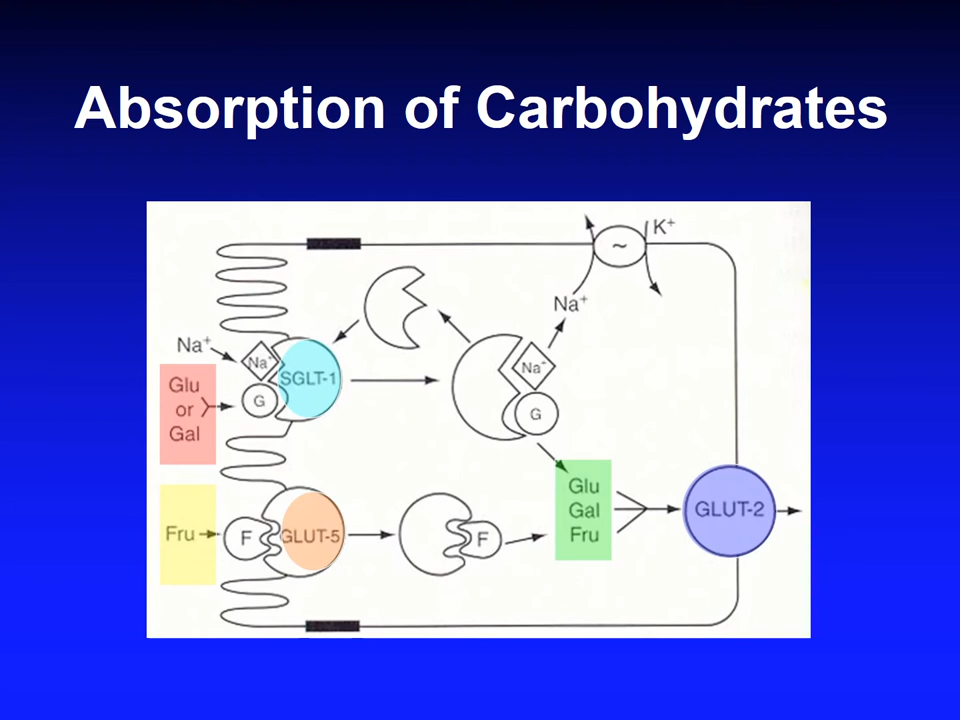 Absorption of Carbohydrates
K+
~
Na+
Na+
Na+
SGLT-1
Na+
Glu
or
Gal
G
G
Glu
Gal
Fru
GLUT-2
Fru
F
GLUT-5
F